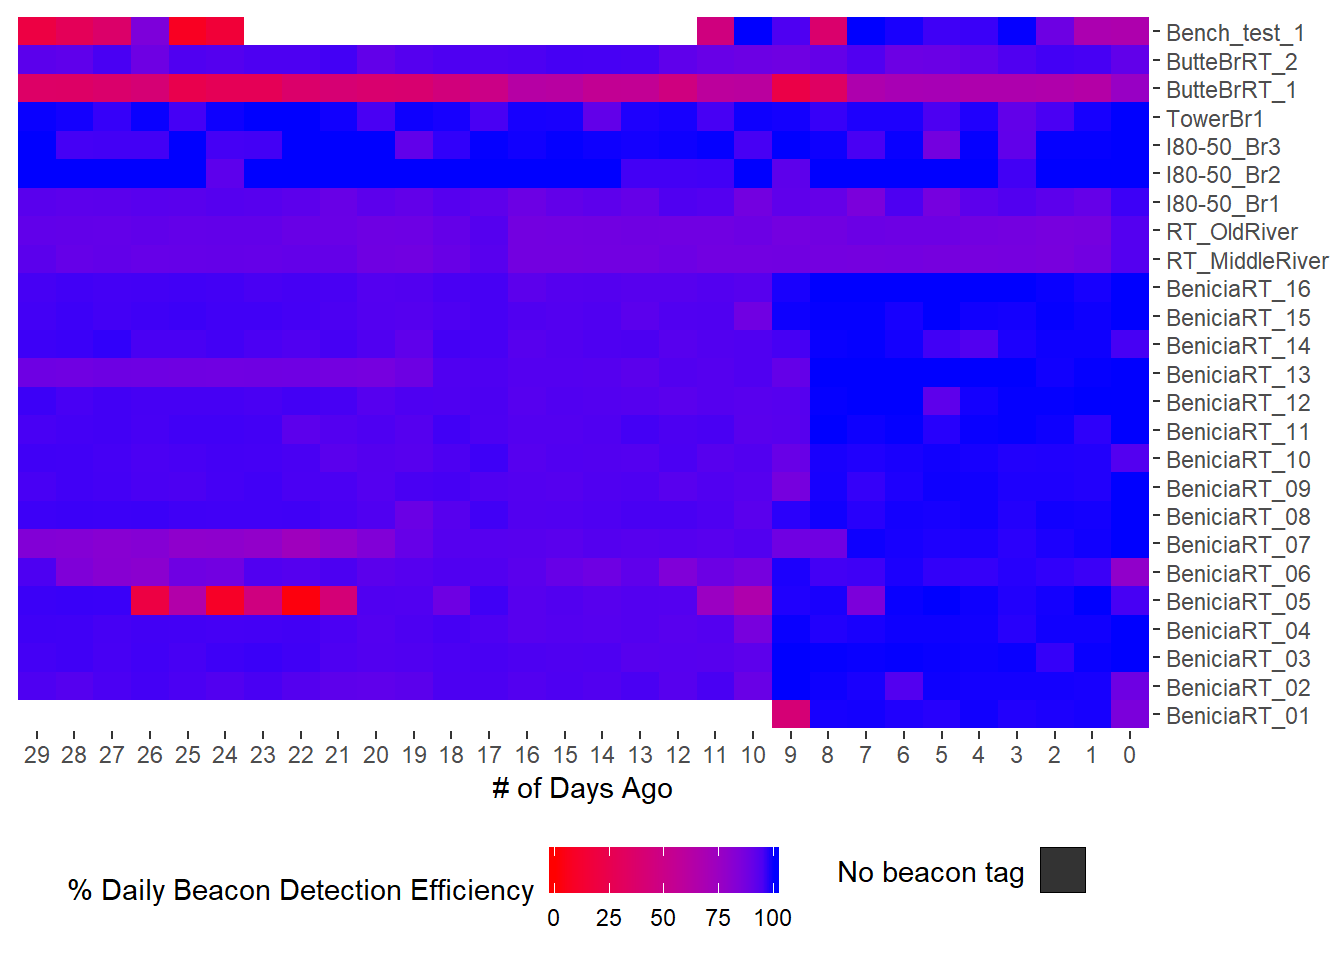 Bench_test_1
ButteBrRT_2
ButteBrRT_1
TowerBr1
I80-50_Br3
I80-50_Br2
I80-50_Br1
RT_OldRiver
RT_MiddleRiver
BeniciaRT_16
BeniciaRT_15
BeniciaRT_14
BeniciaRT_13
BeniciaRT_12
BeniciaRT_11
BeniciaRT_10
BeniciaRT_09
BeniciaRT_08
BeniciaRT_07
BeniciaRT_06
BeniciaRT_05
BeniciaRT_04
BeniciaRT_03
BeniciaRT_02
BeniciaRT_01
29 28 27 26 25 24 23 22 21 20 19 18 17 16 15 14 13 12 11 10 9 8 7 6 5 4 3 2 1 0
# of Days Ago
% Daily Beacon Detection Efficiency
0 25 50 75 100
No beacon tag